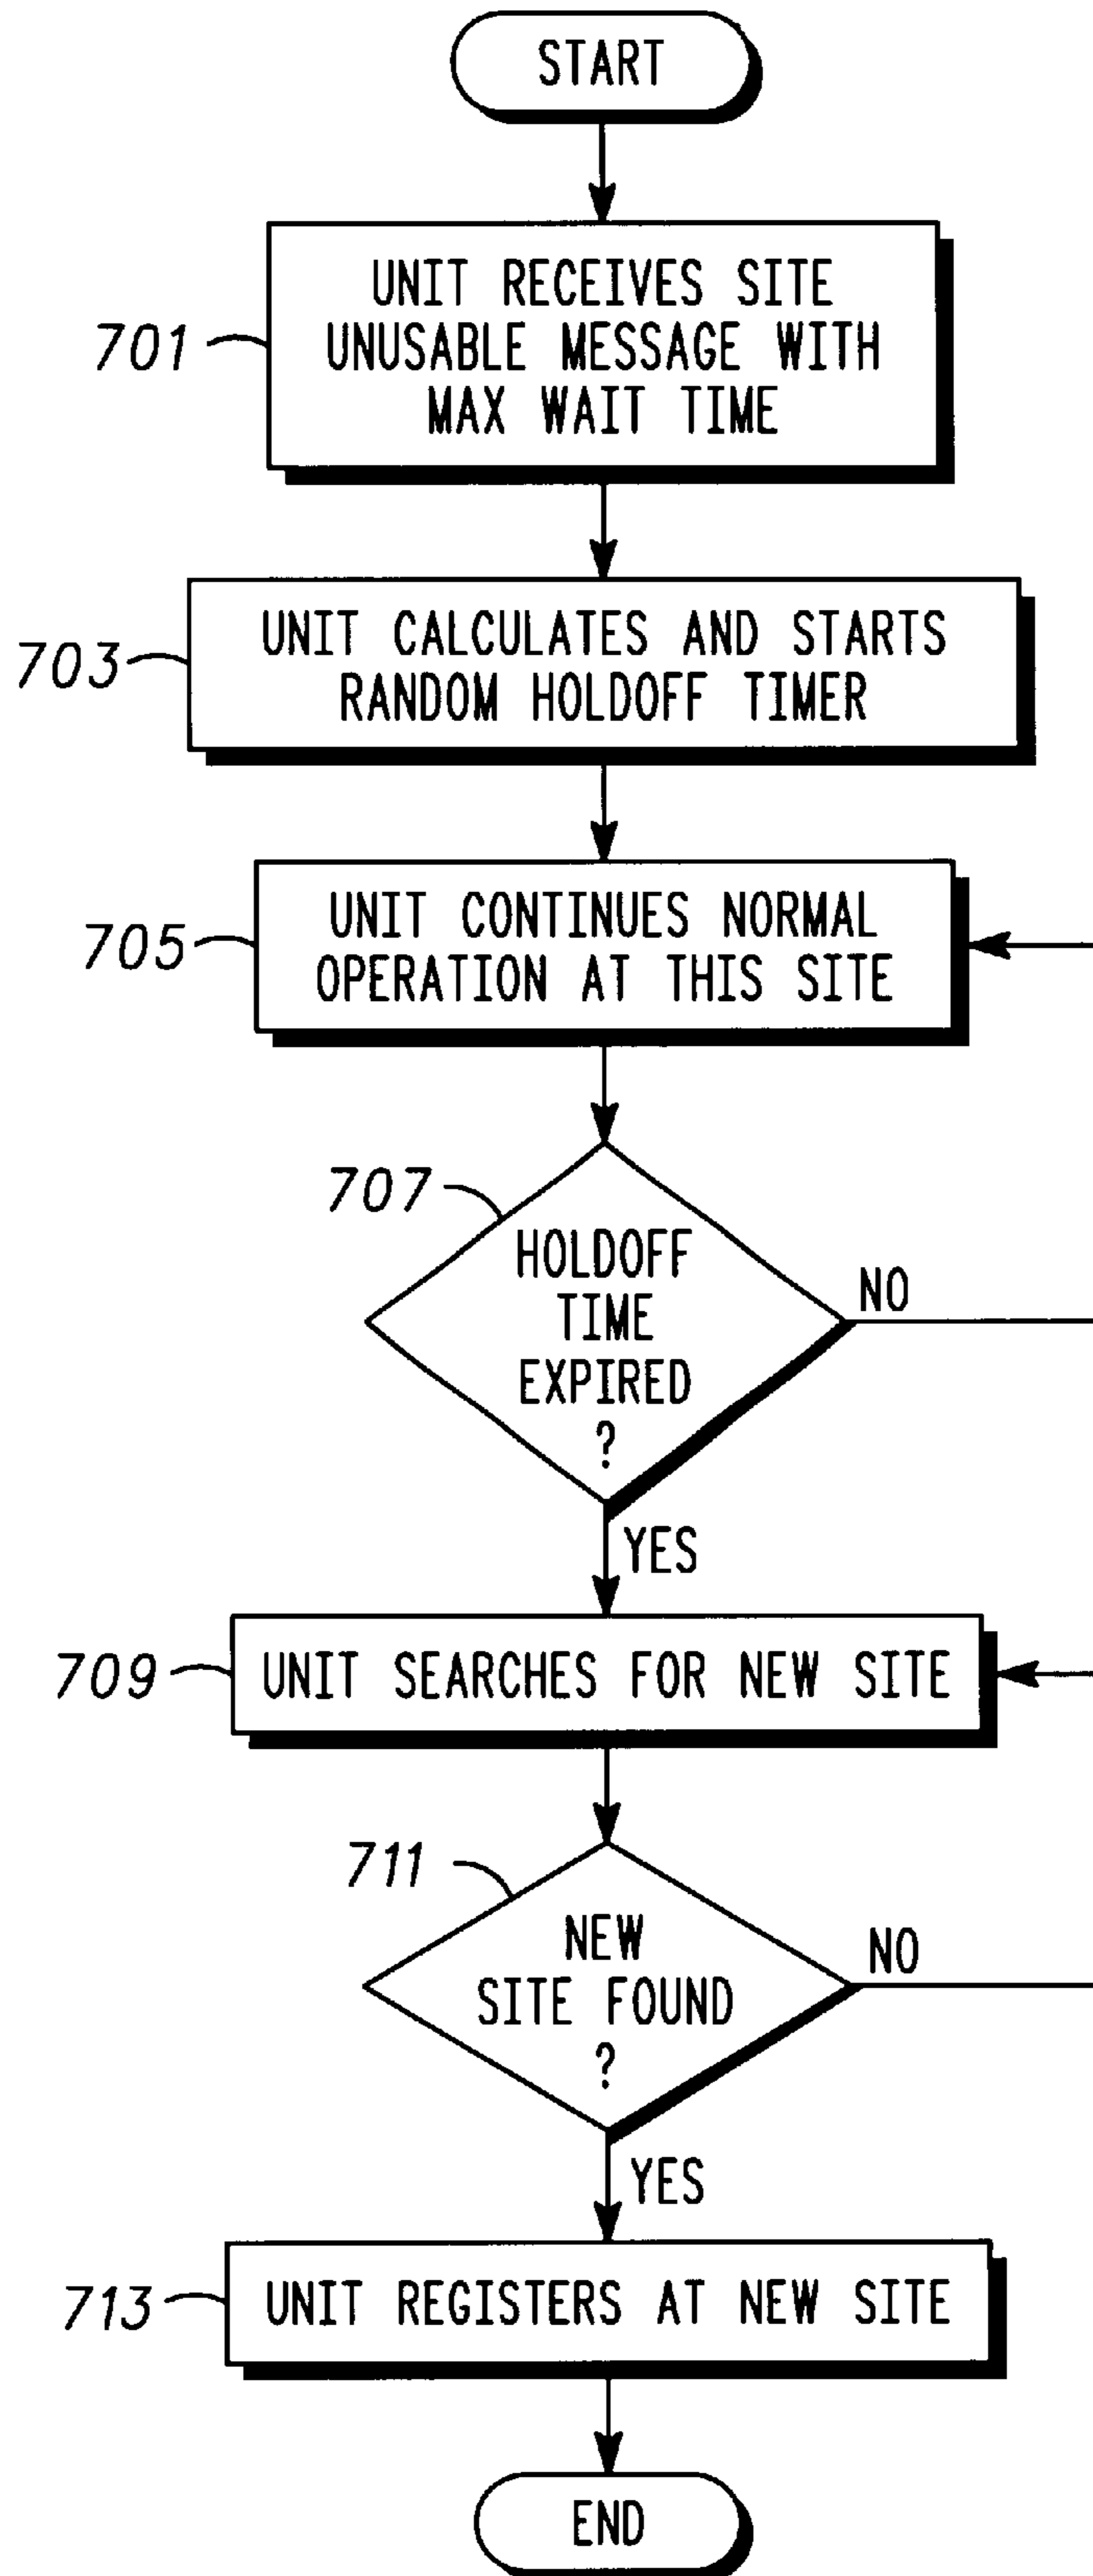 START
701
UNIT RECEIVES SITE
UNUSABLE MESSAGE WITH
MAX WAIT TIME
703
UNIT CALCULATES AND STARTS
RANDOM HOLDOFF TIMER
705
UNIT CONTINUES NORMAL
OPERATION AT THIS SITE
707
HOLDOFF
TIME
EXPIRED
?
NO
YES
709
UNIT SEARCHES FOR NEW SITE
711
NEW
SITE FOUND
?
NO
YES
713
UNIT REGISTERS AT NEW SITE
END